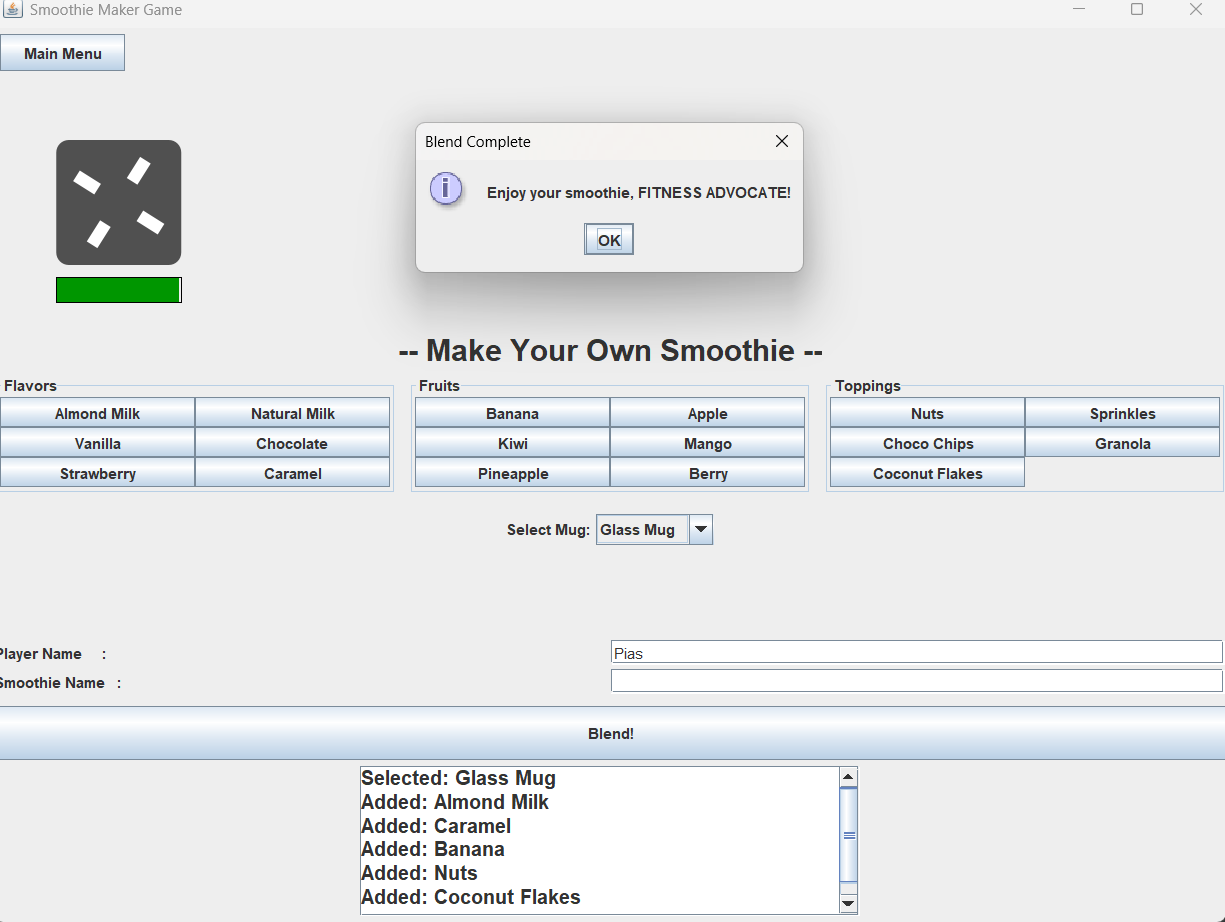 Smoothie Maker Game
Main Menu
Blend Complete
Enjoy your smoothie, FITNESS ADVOCATE!
OK
-- Make Your Own Smoothie --
Flavors
Almond Milk Natural Milk
Vanilla Chocolate
Strawberry Caramel
Fruits
Banana Apple
Kiwi Mango
Pineapple Berry
Toppings
Nuts Sprinkles
Choco Chips Granola
Coconut Flakes
Select Mug: Glass Mug
Player Name : Pias
Smoothie Name :
Blend!
Selected: Glass Mug
Added: Almond Milk
Added: Caramel
Added: Banana
Added: Nuts
Added: Coconut Flakes